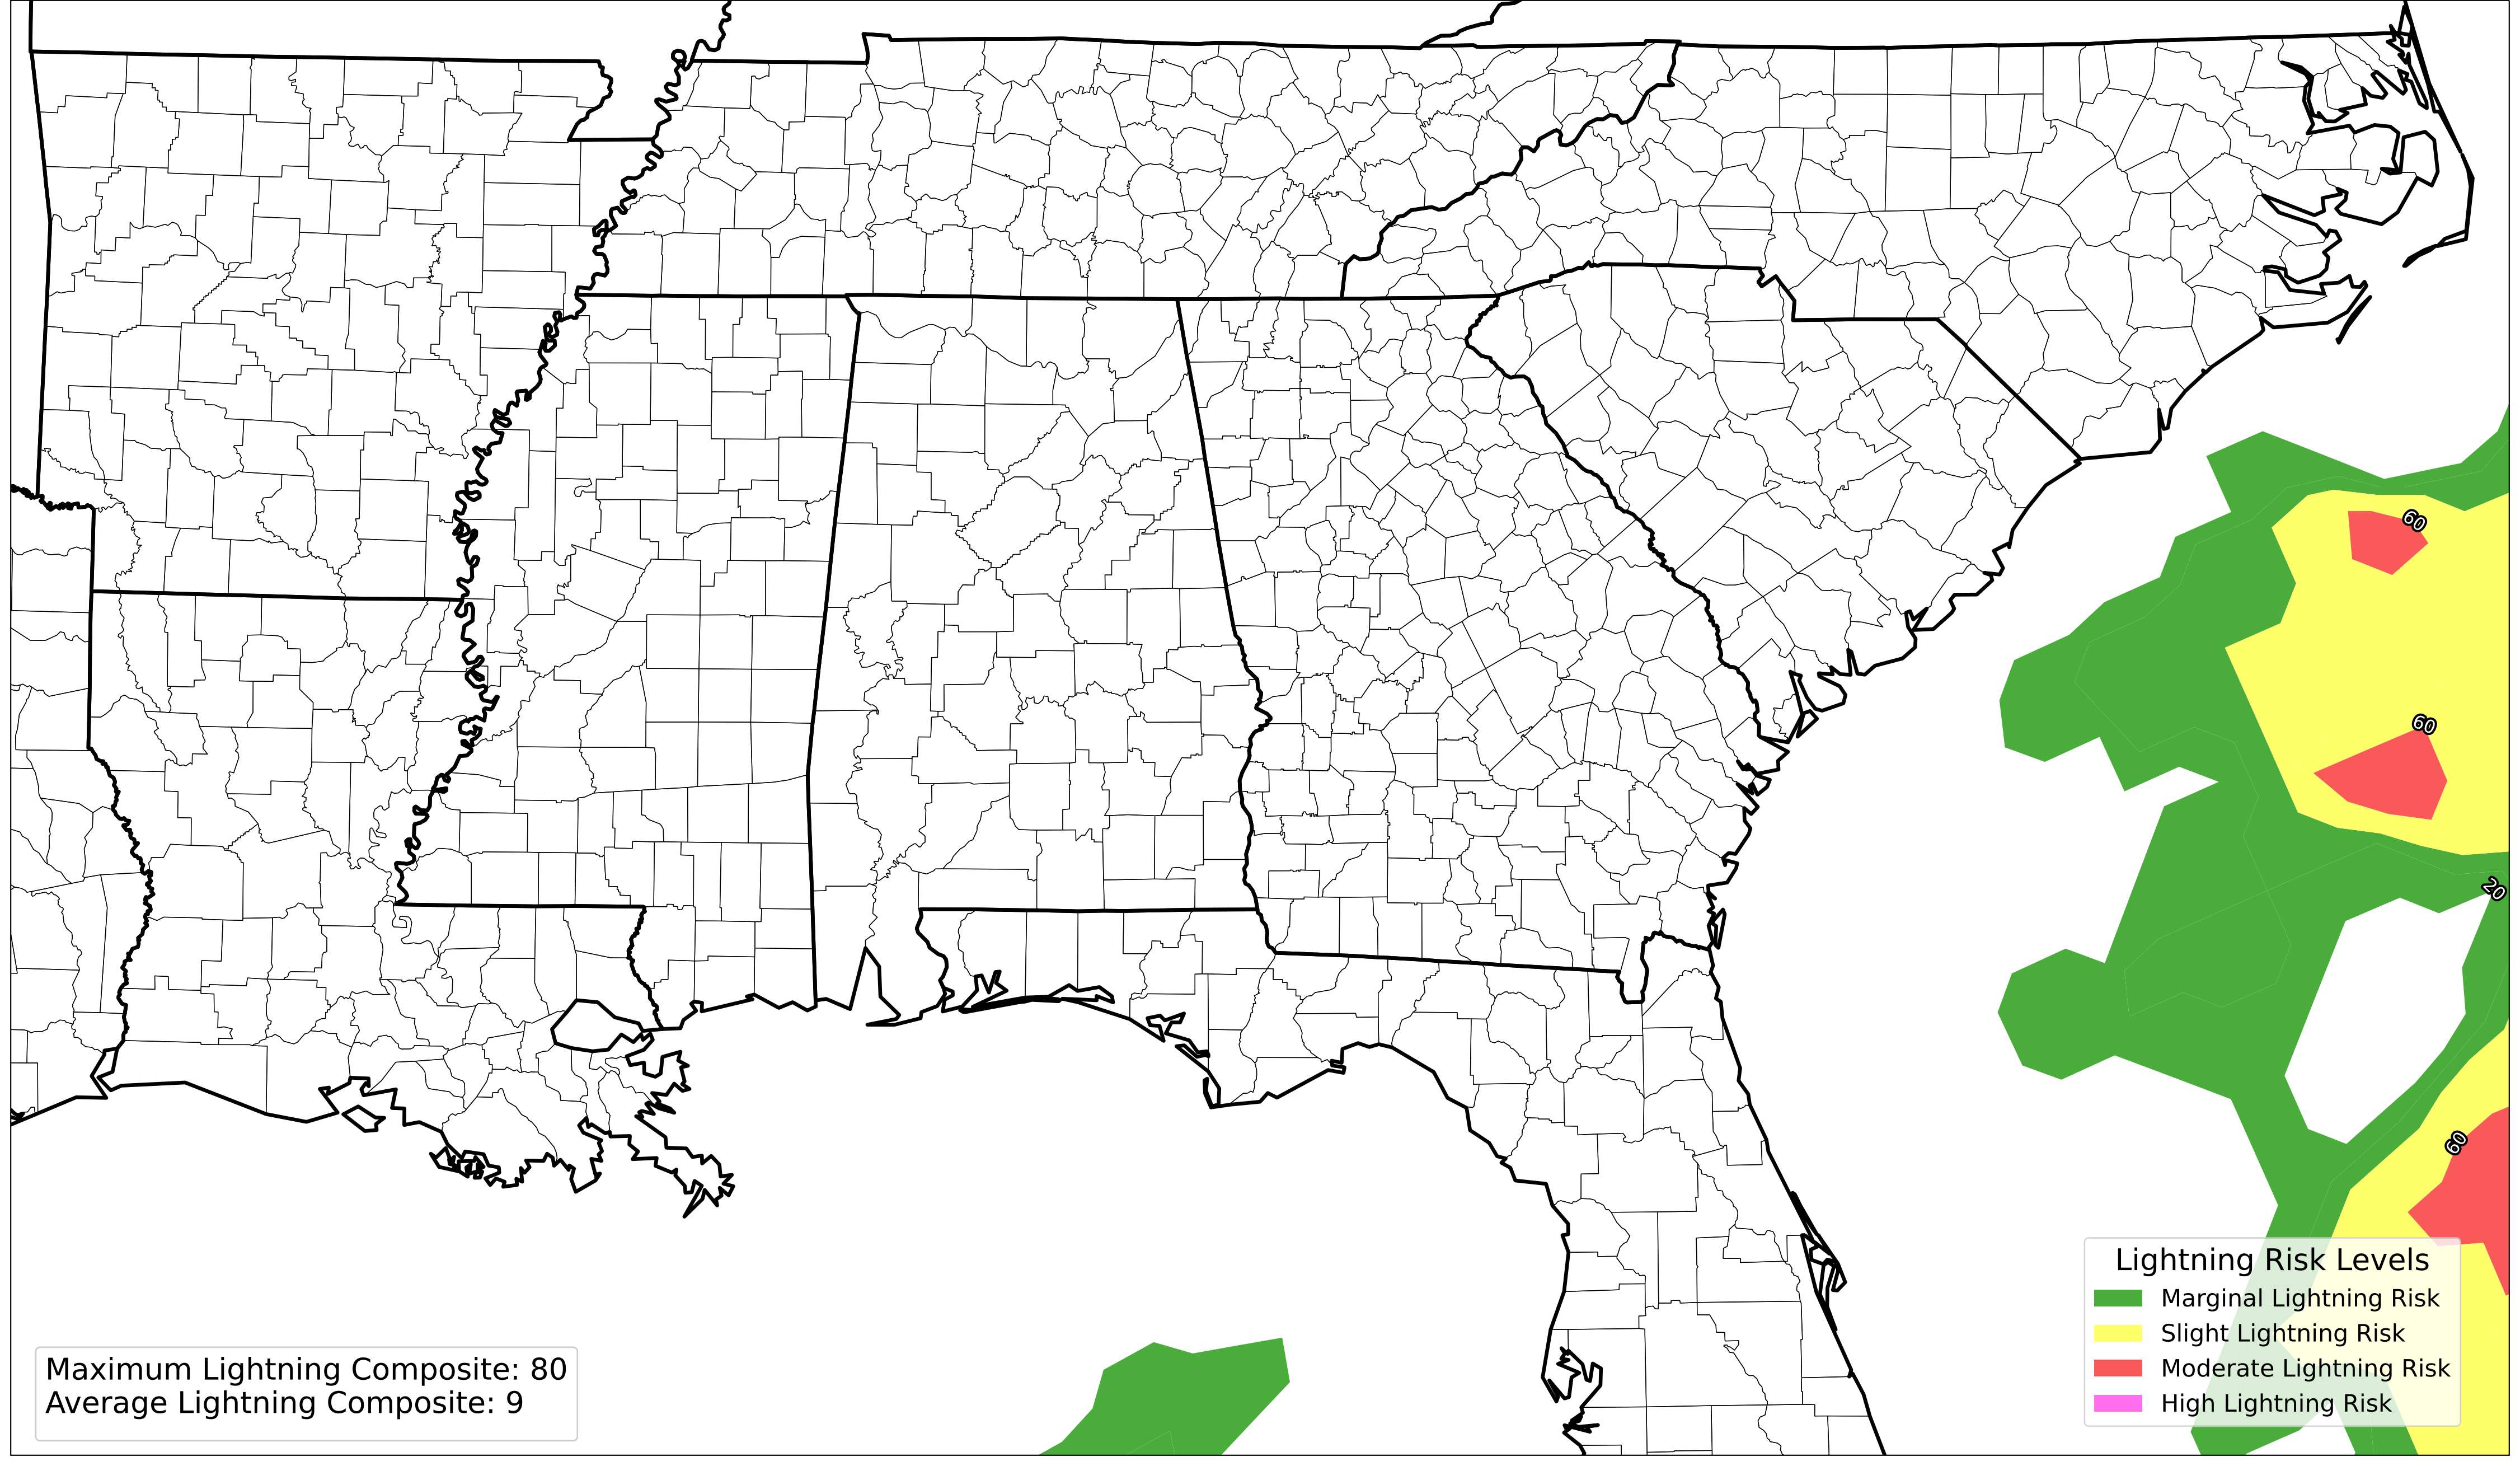 60
60
20
60
Lightning Risk Levels
Marginal Lightning Risk
Slight Lightning Risk
Moderate Lightning Risk
High Lightning Risk
Maximum Lightning Composite: 80
Average Lightning Composite: 9